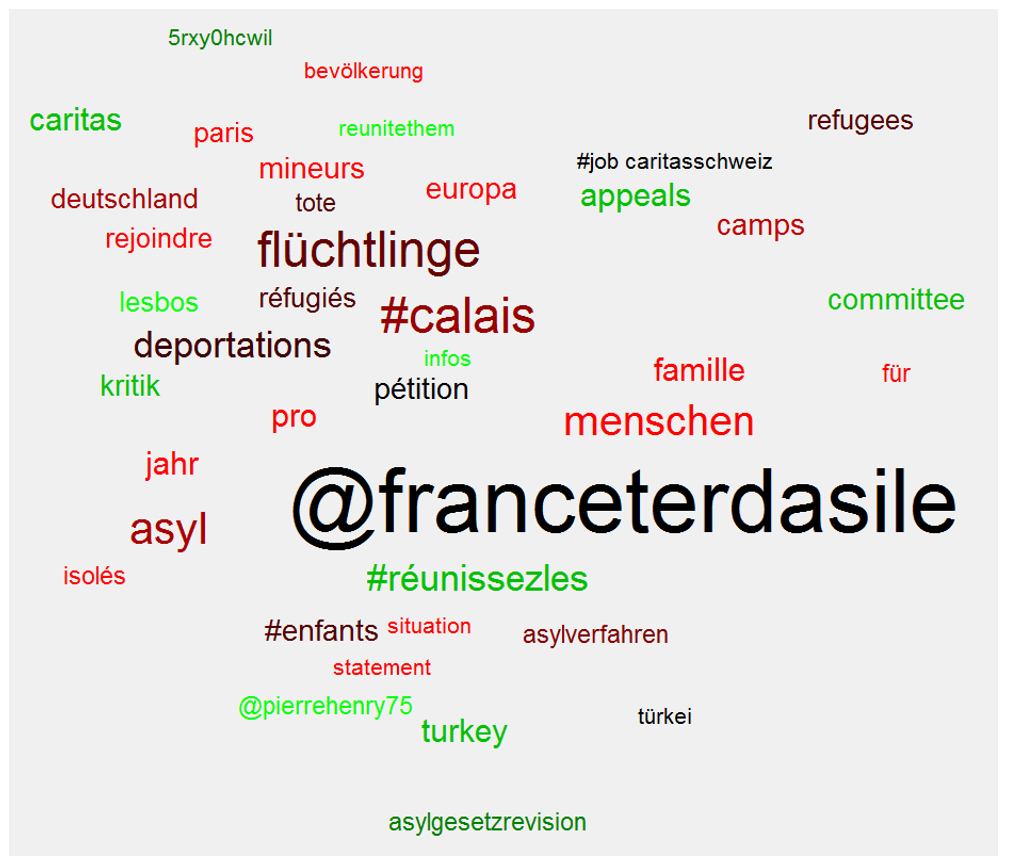 5rxy0hcwil
bevölkerung
caritas
paris
reunitethem
refugees
mineurs
#job caritasschweiz
deutschland
tote
europa
appeals
rejoindre
flüchtlinge
camps
lesbos
réfugiés
#calais
committee
deportations
infos
kritik
pétition
famille
für
pro
menschen
jahr
@franceterdasile
asyl
isolés
#réunissezles
#enfants
situation
asylverfahren
statement
@pierrehenry75
turkey
türkei
asylgesetzrevision